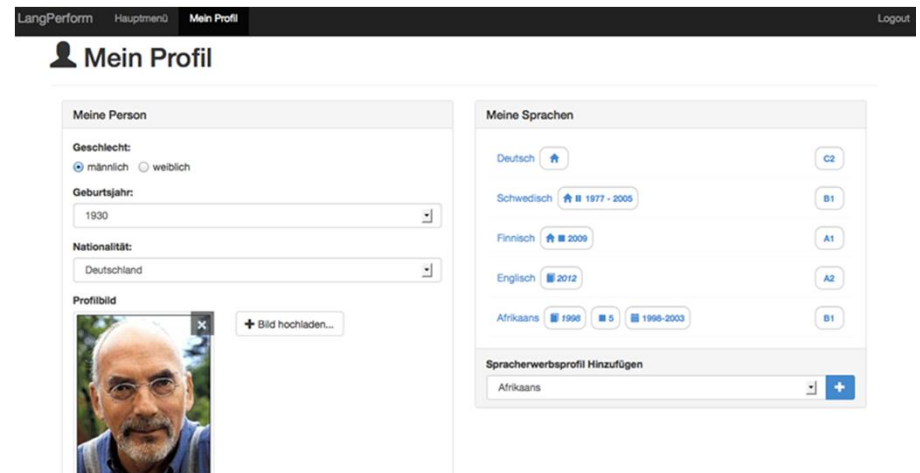 LangPerform Hauptmenü Mein Profil Logout
Mein Profil
Meine Person
Geschlecht:
männlich weiblich
Geburtsjahr:
1930
Nationalität:
Deutschland
Profilbild
Bild hochladen...
Meine Sprachen
Deutsch C2
Schwedisch 1977 - 2005 B1
Finnisch 2009 A1
Englisch 2012 A2
Afrikaans 1998 5 1998-2003 B1
Spracherwerbsprofil Hinzufügen
Afrikaans